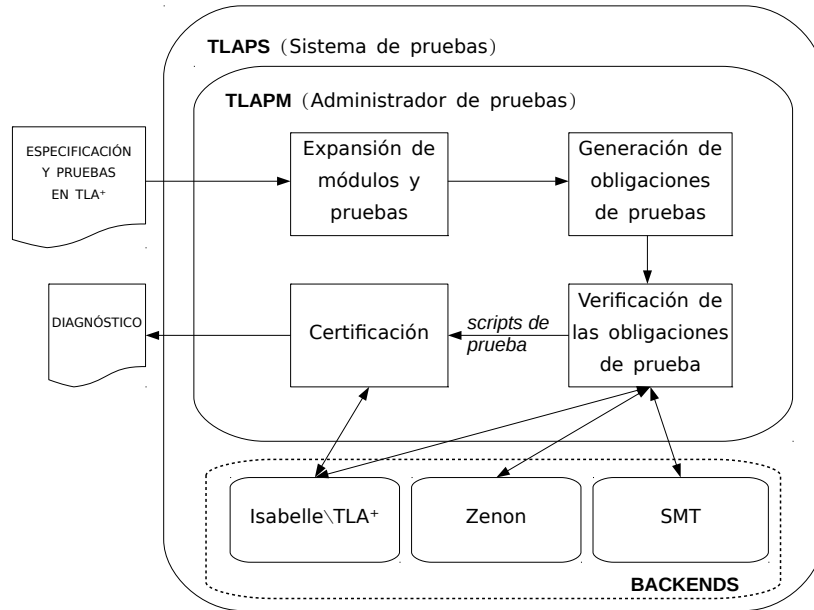 TLAPS (Sistema de pruebas)
TLAPM (Administrador de pruebas)
ESPECIFICACIÓN
Y PRUEBAS
EN TLA⁺
Expansión de
módulos y
pruebas
Generación de
obligaciones
de pruebas
DIAGNÓSTICO
Certificación
scripts de
prueba
Verificación de
las obligaciones
de prueba
Isabelle\TLA⁺
Zenon
SMT
BACKENDS